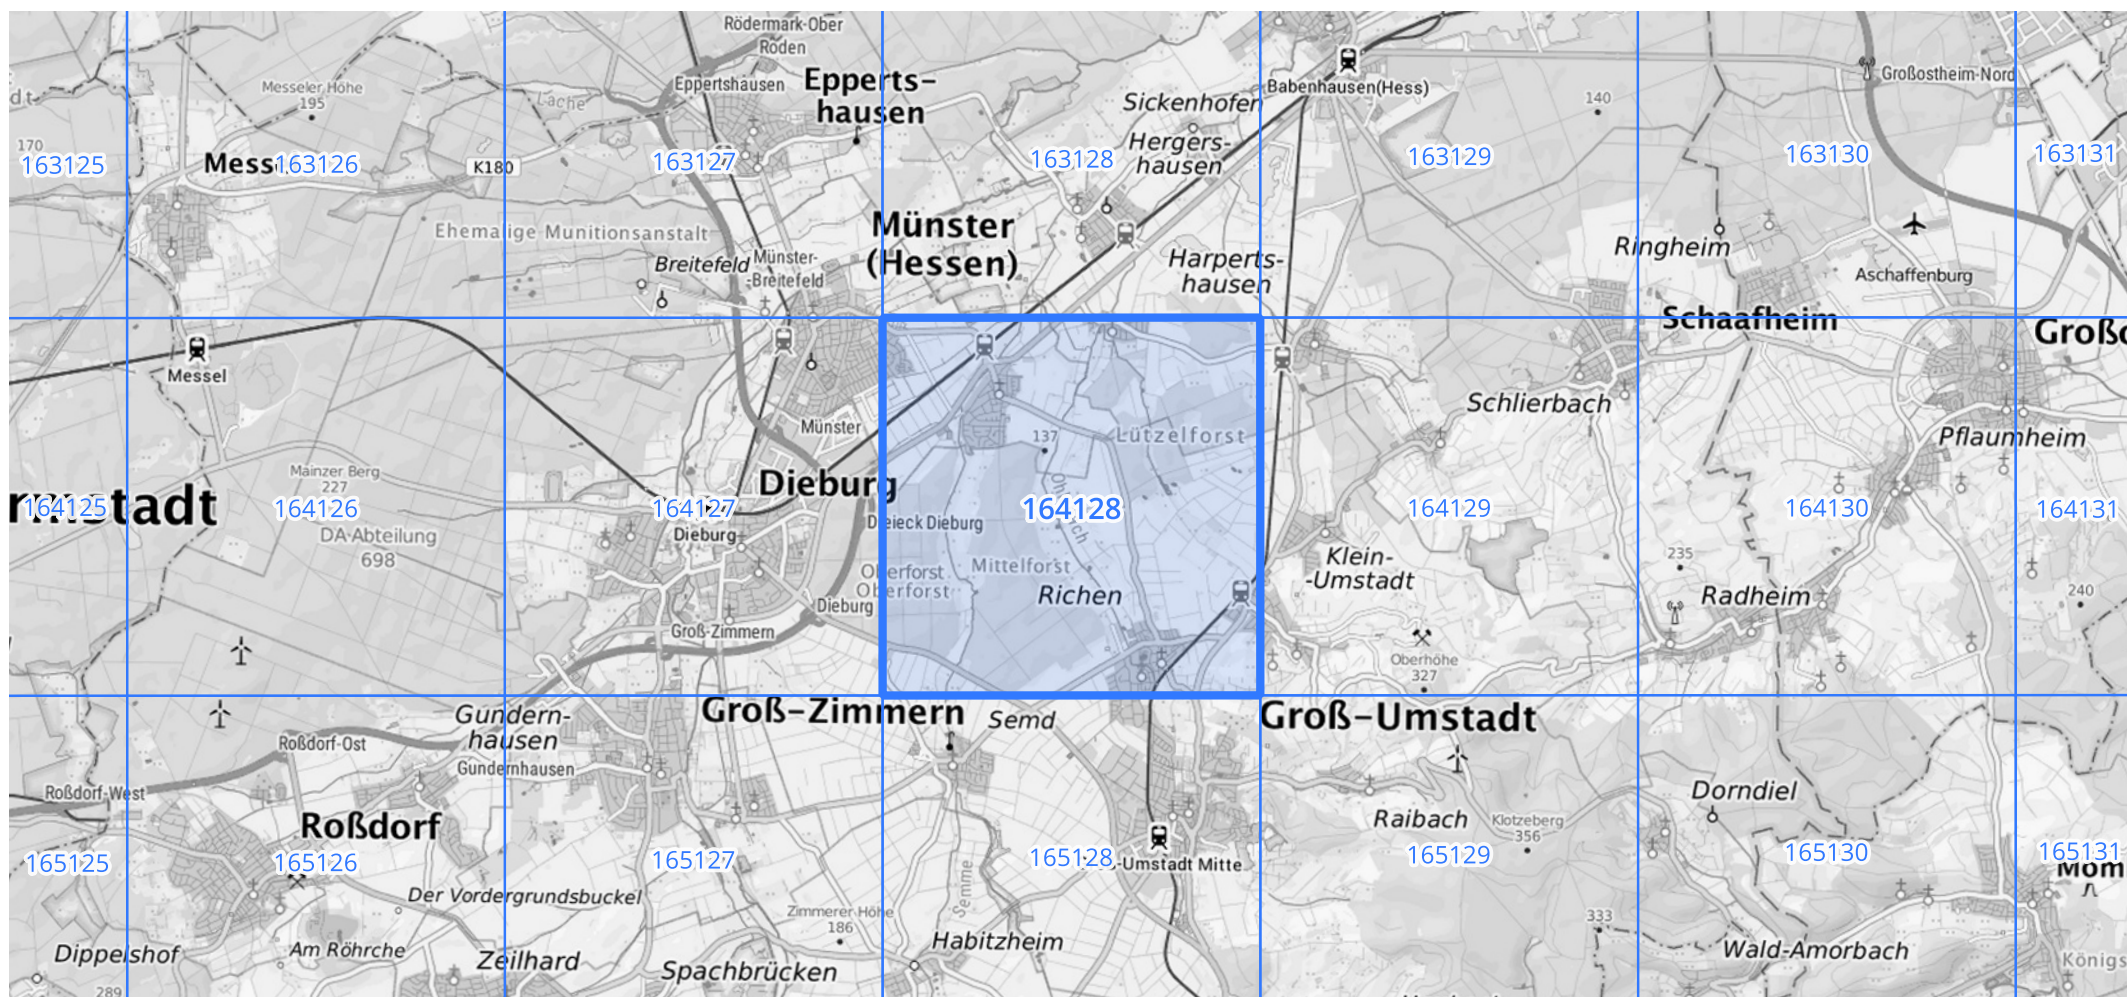 Rödermark-Ober
Roden
Messeler Höhe
195
Eppertshausen
Epperts-
hausen
Lache
K180
170
163125
Mess
163126
163127
Sickenhofen
Hergers-
hausen
163128
Babenhausen(Hess)
140
163129
Großostheim-Nord
163130
163131
Ehemalige Munitionsanstalt
Breitefeld
Münster-
-Breitefeld
Münster
(Hessen)
Harperts-
hausen
Ringheim
Aschaffenburg
Schaafheim
Messel
Mainzer Berg
227
rmstadt
164125
164126
DA-Abteilung
698
Münster
Dieburg
164127
Dieburg
Dieburg
Groß-Zimmern
137
Lützelforst
164128
Dreieck Dieburg
Mittelforst
Oberforst
Oberforst
Richen
Schlierbach
164129
Klein-
-Umstadt
Oberhöhe
327
Pflaumheim
164130
164131
235
Radheim
240
Gundern-
hausen
Roßdorf-Ost
Gundernhausen
Roßdorf-West
Roßdorf
165125
165126
Der Vordergrundsbuckel
Am Röhrche
Dippelshof
289
Zeilhard
Groß-Zimmern
165127
Zimmerer Höhe
186
Spachbrücken
Semd
165128
-Umstadt Mitte
Semme
Habitzheim
Groß-Umstadt
Raibach
Klotzeberg
356
165129
333
Dorndiel
165130
Wald-Amorbach
165131
Möm
Königs